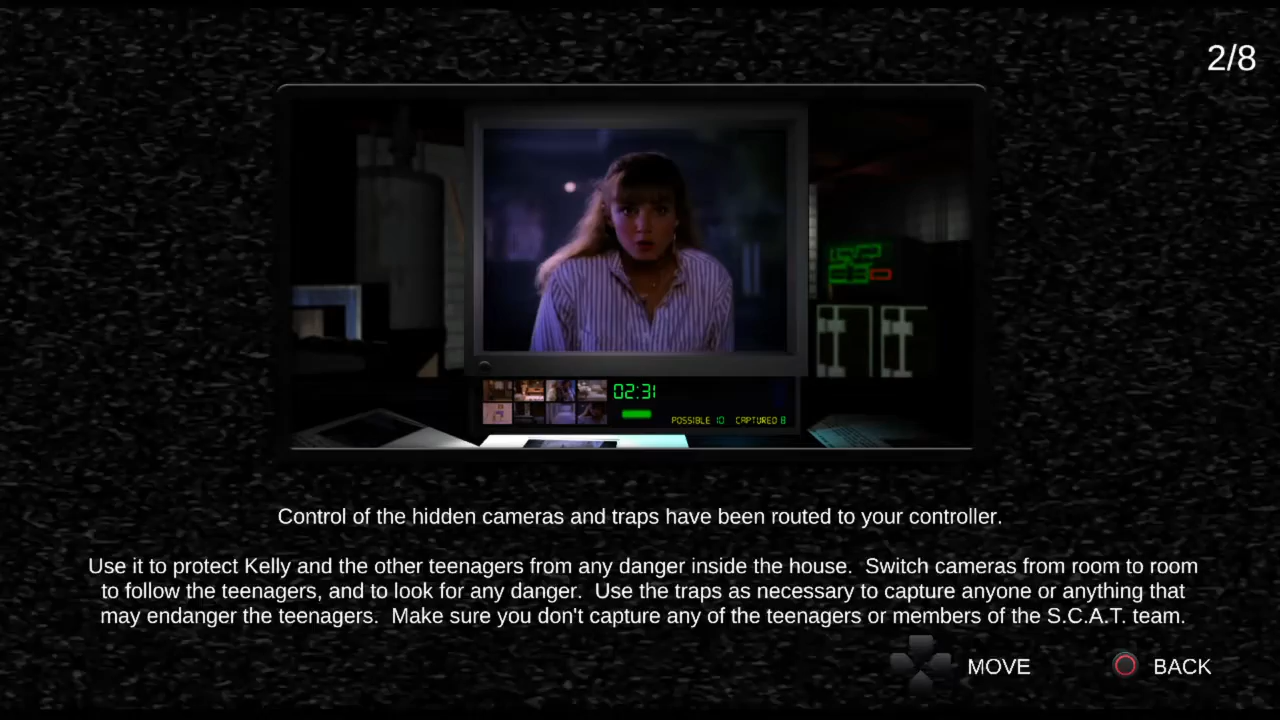 2/8
02:31
POSSIBLE 10 CAPTURED 8
Control of the hidden cameras and traps have been routed to your controller.
Use it to protect Kelly and the other teenagers from any danger inside the house. Switch cameras from room to room
to follow the teenagers, and to look for any danger. Use the traps as necessary to capture anyone or anything that
may endanger the teenagers. Make sure you don't capture any of the teenagers or members of the S.C.A.T. team.
MOVE BACK